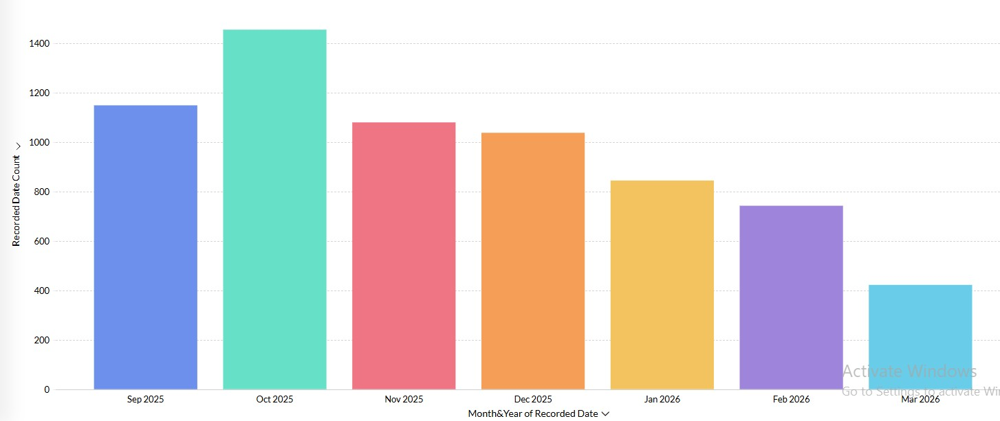 1400
1200
1000
800
600
400
200
0
Recorded Date Count
Sep 2025 Oct 2025 Nov 2025 Dec 2025 Jan 2026 Feb 2026 Mar 2026
Month&Year of Recorded Date
Activate Windows
Go to Settings to activate Wi